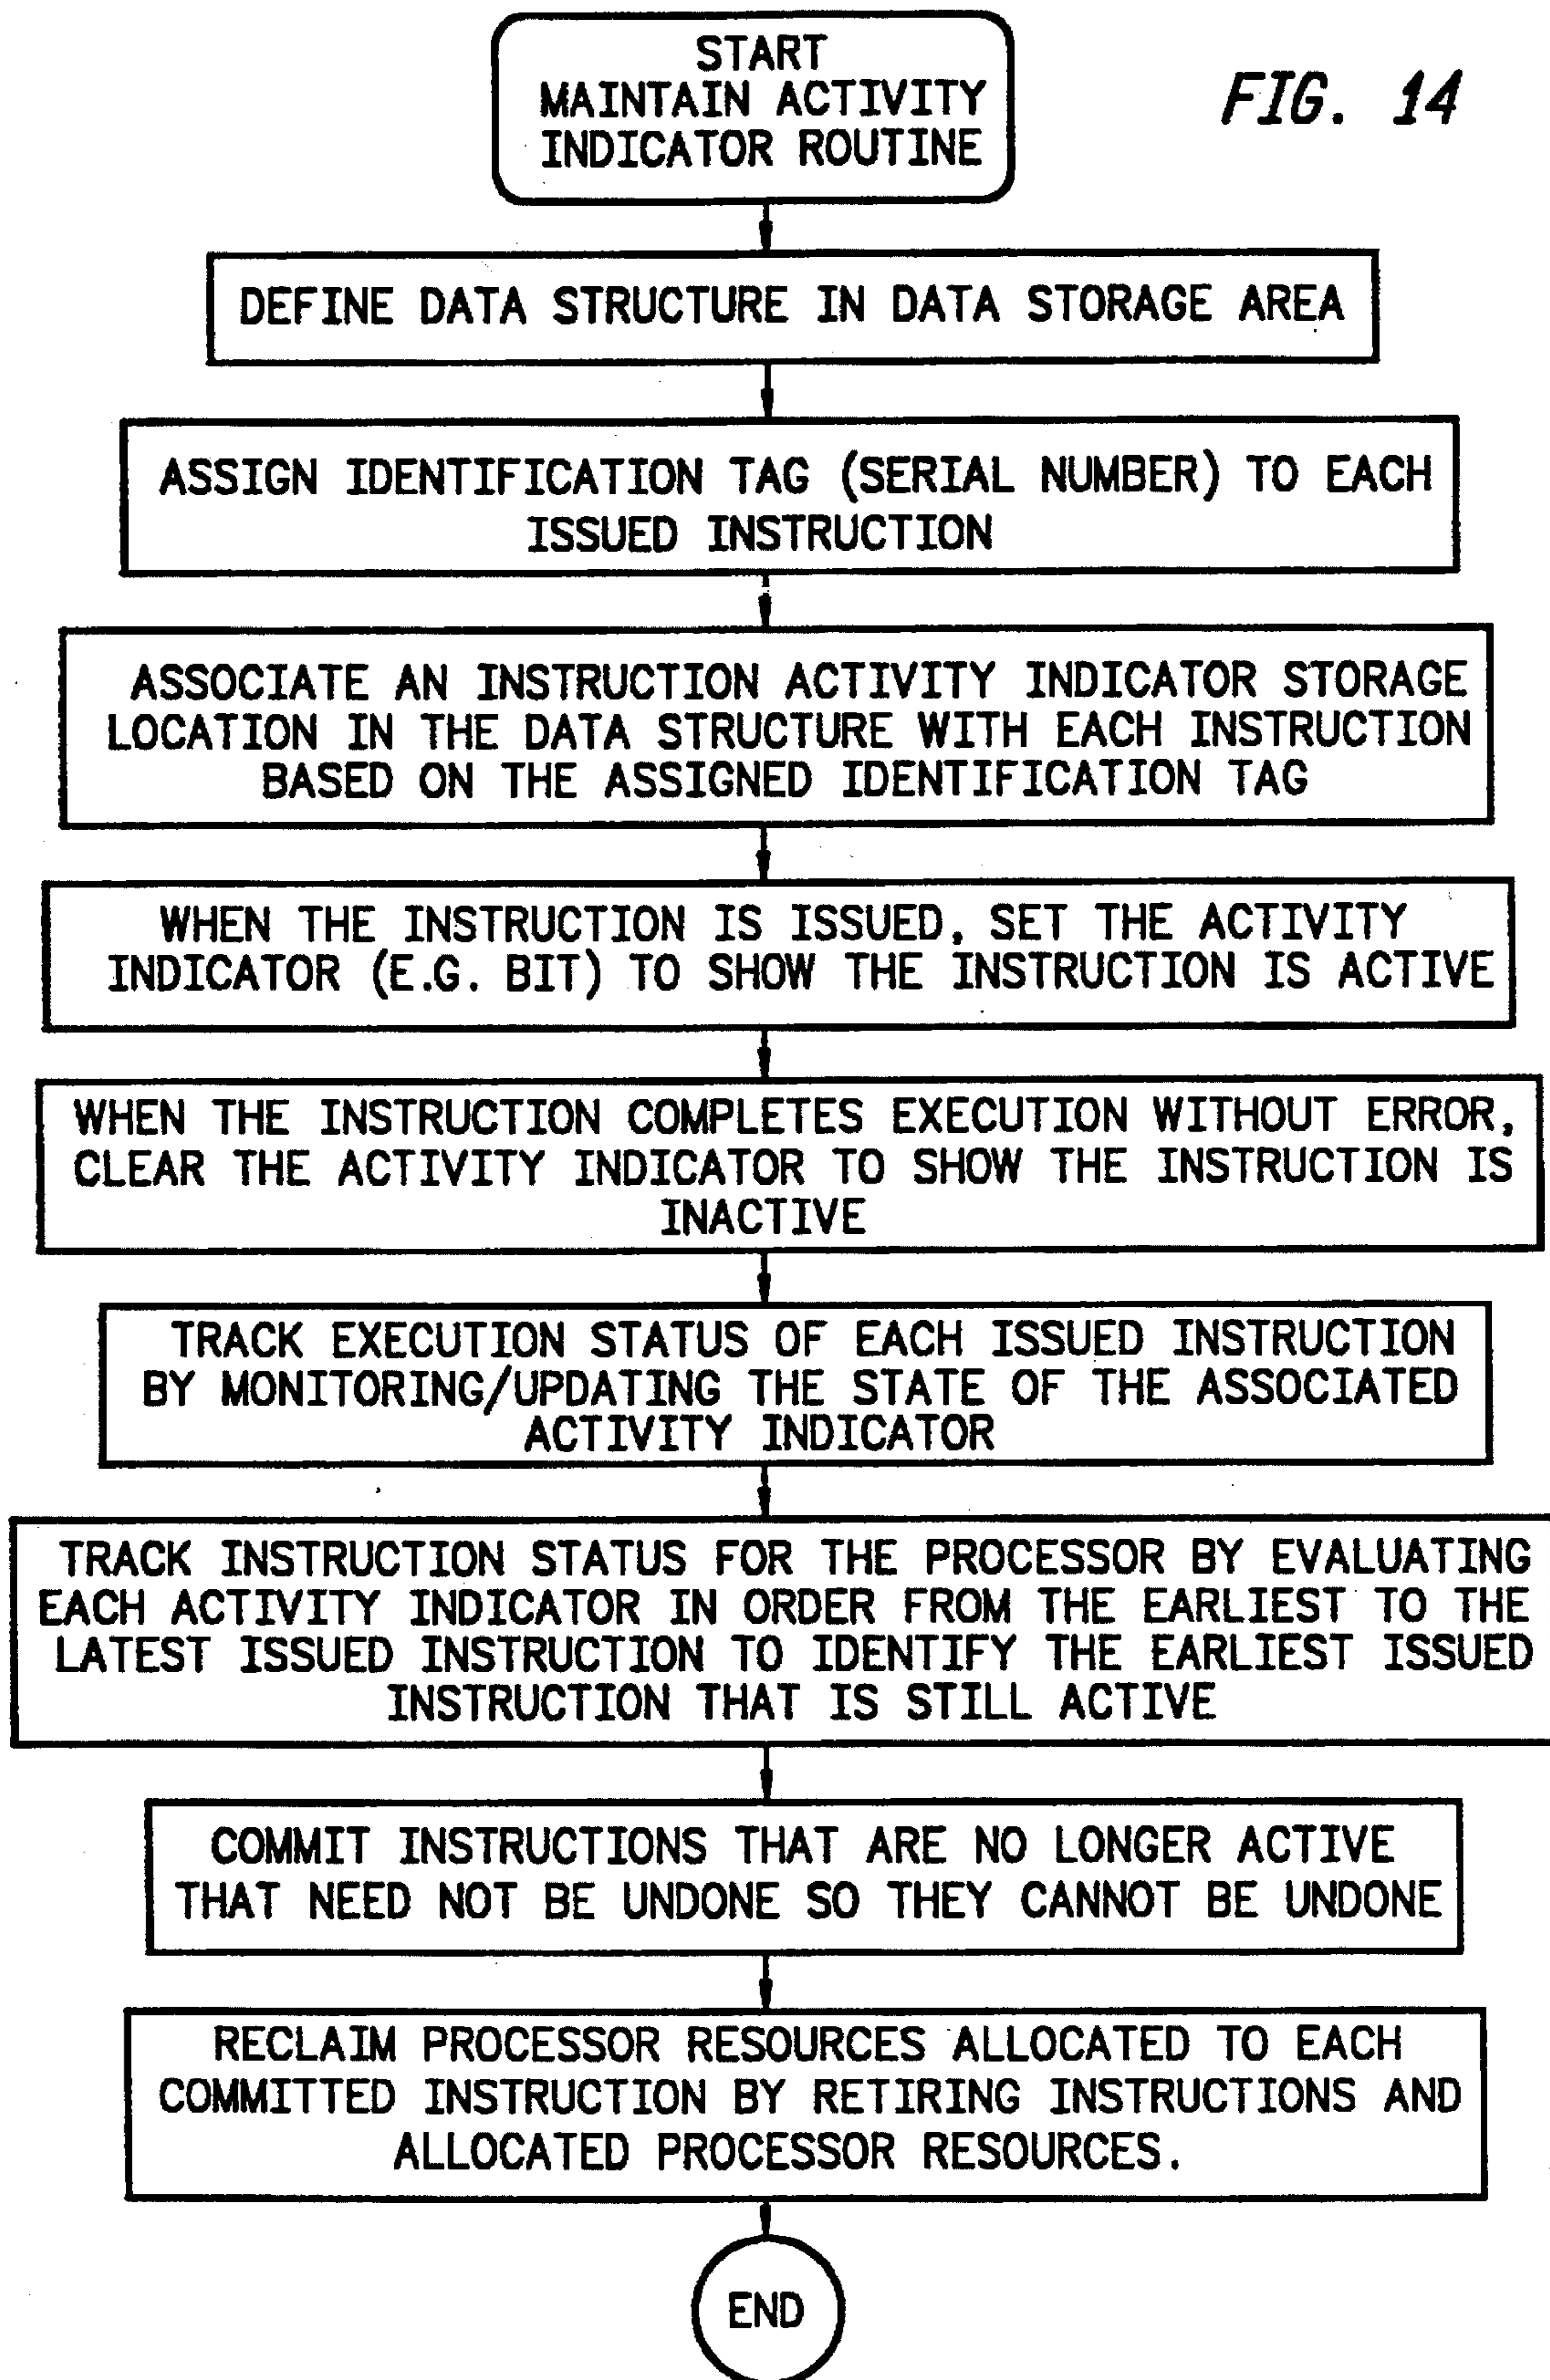 START
MAINTAIN ACTIVITY
INDICATOR ROUTINE
FIG. 14
DEFINE DATA STRUCTURE IN DATA STORAGE AREA
ASSIGN IDENTIFICATION TAG (SERIAL NUMBER) TO EACH
ISSUED INSTRUCTION
ASSOCIATE AN INSTRUCTION ACTIVITY INDICATOR STORAGE
LOCATION IN THE DATA STRUCTURE WITH EACH INSTRUCTION
BASED ON THE ASSIGNED IDENTIFICATION TAG
WHEN THE INSTRUCTION IS ISSUED, SET THE ACTIVITY
INDICATOR (E.G. BIT) TO SHOW THE INSTRUCTION IS ACTIVE
WHEN THE INSTRUCTION COMPLETES EXECUTION WITHOUT ERROR,
CLEAR THE ACTIVITY INDICATOR TO SHOW THE INSTRUCTION IS
INACTIVE
TRACK EXECUTION STATUS OF EACH ISSUED INSTRUCTION
BY MONITORING/UPDATING THE STATE OF THE ASSOCIATED
ACTIVITY INDICATOR
TRACK INSTRUCTION STATUS FOR THE PROCESSOR BY EVALUATING
EACH ACTIVITY INDICATOR IN ORDER FROM THE EARLIEST TO THE
LATEST ISSUED INSTRUCTION TO IDENTIFY THE EARLIEST ISSUED
INSTRUCTION THAT IS STILL ACTIVE
COMMIT INSTRUCTIONS THAT ARE NO LONGER ACTIVE
THAT NEED NOT BE UNDONE SO THEY CANNOT BE UNDONE
RECLAIM PROCESSOR RESOURCES ALLOCATED TO EACH
COMMITTED INSTRUCTION BY RETIRING INSTRUCTIONS AND
ALLOCATED PROCESSOR RESOURCES.
END